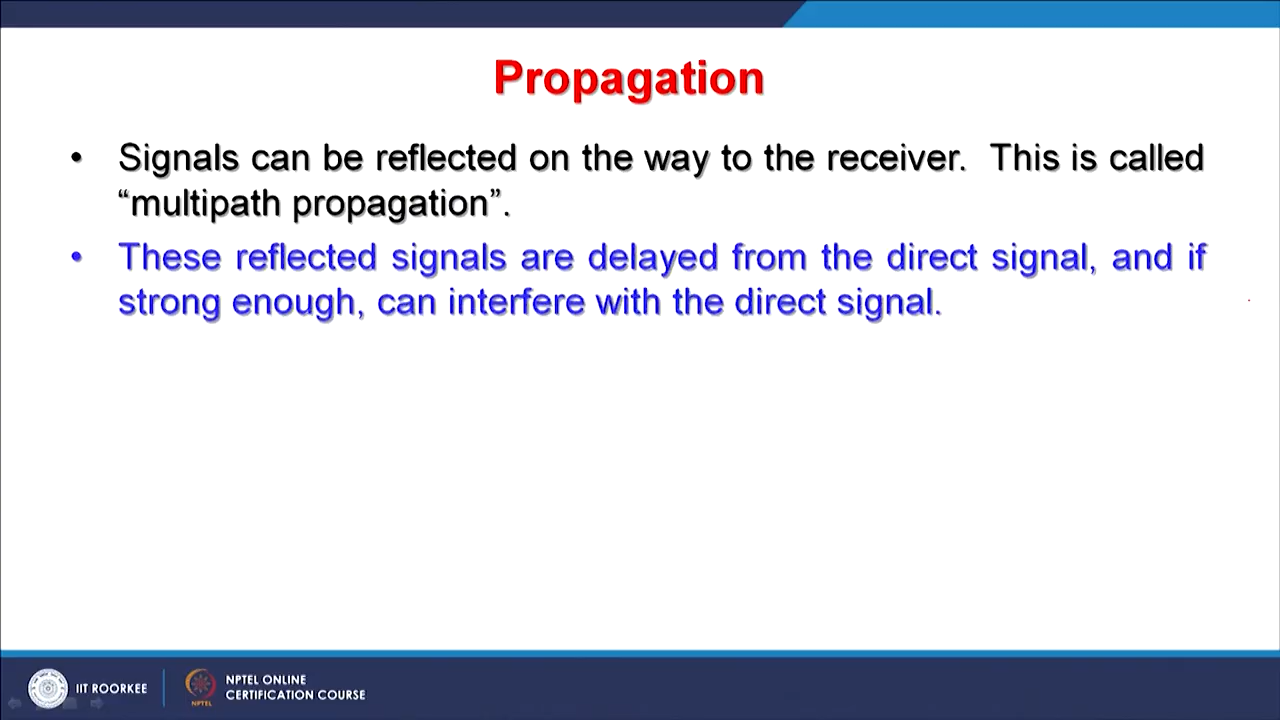 Propagation
• Signals can be reflected on the way to the receiver. This is called
“multipath propagation”.
• These reflected signals are delayed from the direct signal, and if
strong enough, can interfere with the direct signal.
IIT ROORKEE
NPTEL
NPTEL ONLINE
CERTIFICATION COURSE